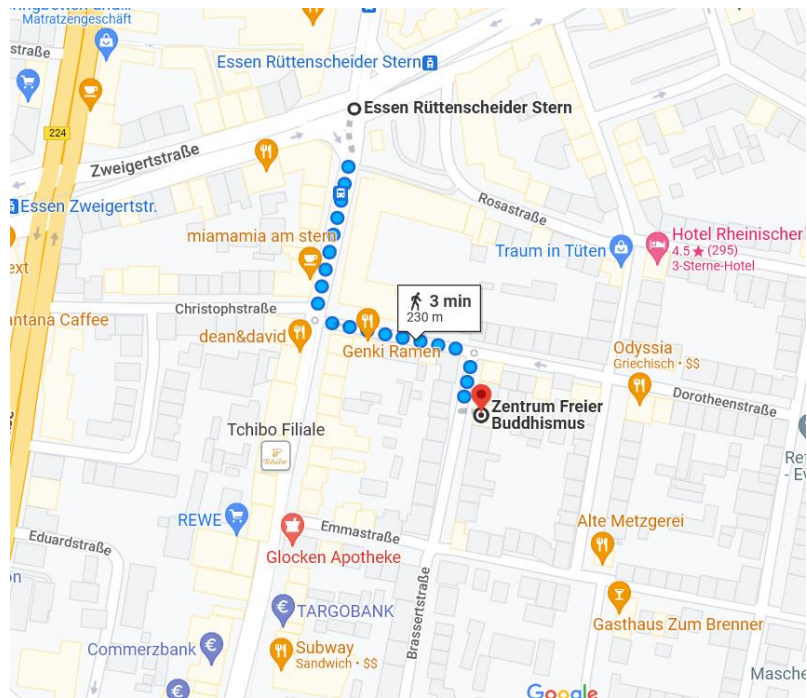 Matratzengeschäft
Essen Rüttenscheider Stern
Essen Rüttenscheider Stern
224
Zweigertstraße
Essen Zweigertstr.
Rosastraße
miamamia am stern
Traum in Tüten
Hotel Rheinischer
4.5 ★ (295)
3-Sterne-Hotel
Christophstraße
3 min
230 m
Caffee
dean&david
Genki Ramen
Odyssia
Griechisch · $$
Dorotheenstraße
Zentrum Freier
Buddhismus
Tchibo Filiale
Tchibo
REWE
Emmastraße
Alte Metzgerei
Eduardstraße
Glocken Apotheke
Brassertstraße
TARGOBANK
Gasthaus Zum Brenner
Commerzbank
Subway
Sandwich · $$
Google